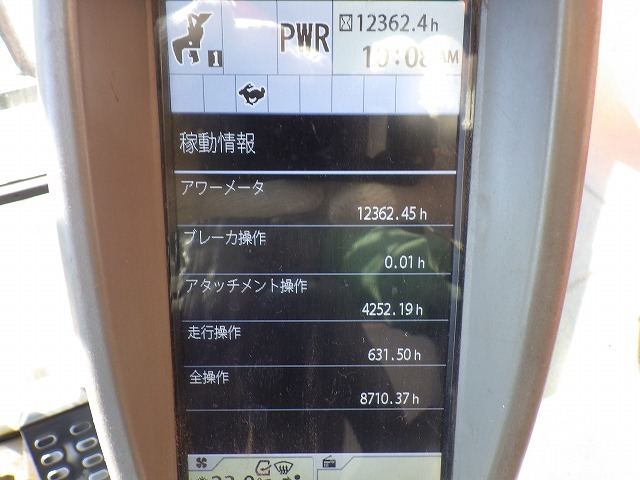 1 PWR 12362.4h
10:08 AM
稼動情報
アワーメータ
12362.45 h
ブレーカ操作
0.01 h
アタッチメント操作
4252.19 h
走行操作
631.50 h
全操作
8710.37 h